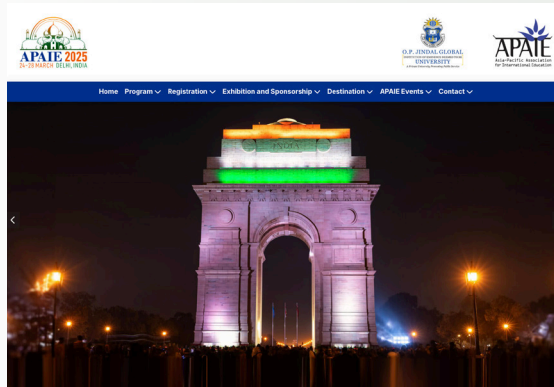 APAIE 2025
24-28 MARCH DELHI, INDIA
O.P. JINDAL GLOBAL
UNIVERSITY
APAIE
Asia-Pacific Association
for International Education
Home Program Registration Exhibition and Sponsorship Destination APAIE Events Contact
INDIA